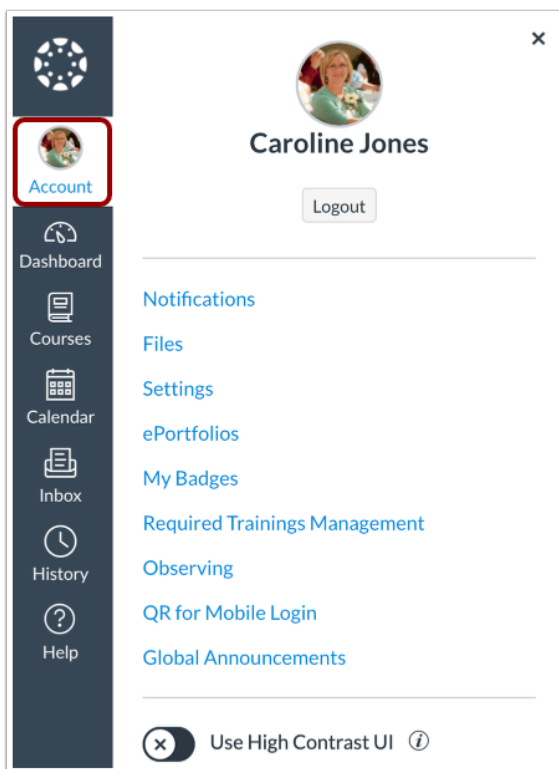 Account
Dashboard
Courses
Calendar
Inbox
History
Help
Caroline Jones
Logout
Notifications
Files
Settings
ePortfolios
My Badges
Required Trainings Management
Observing
QR for Mobile Login
Global Announcements
Use High Contrast UI